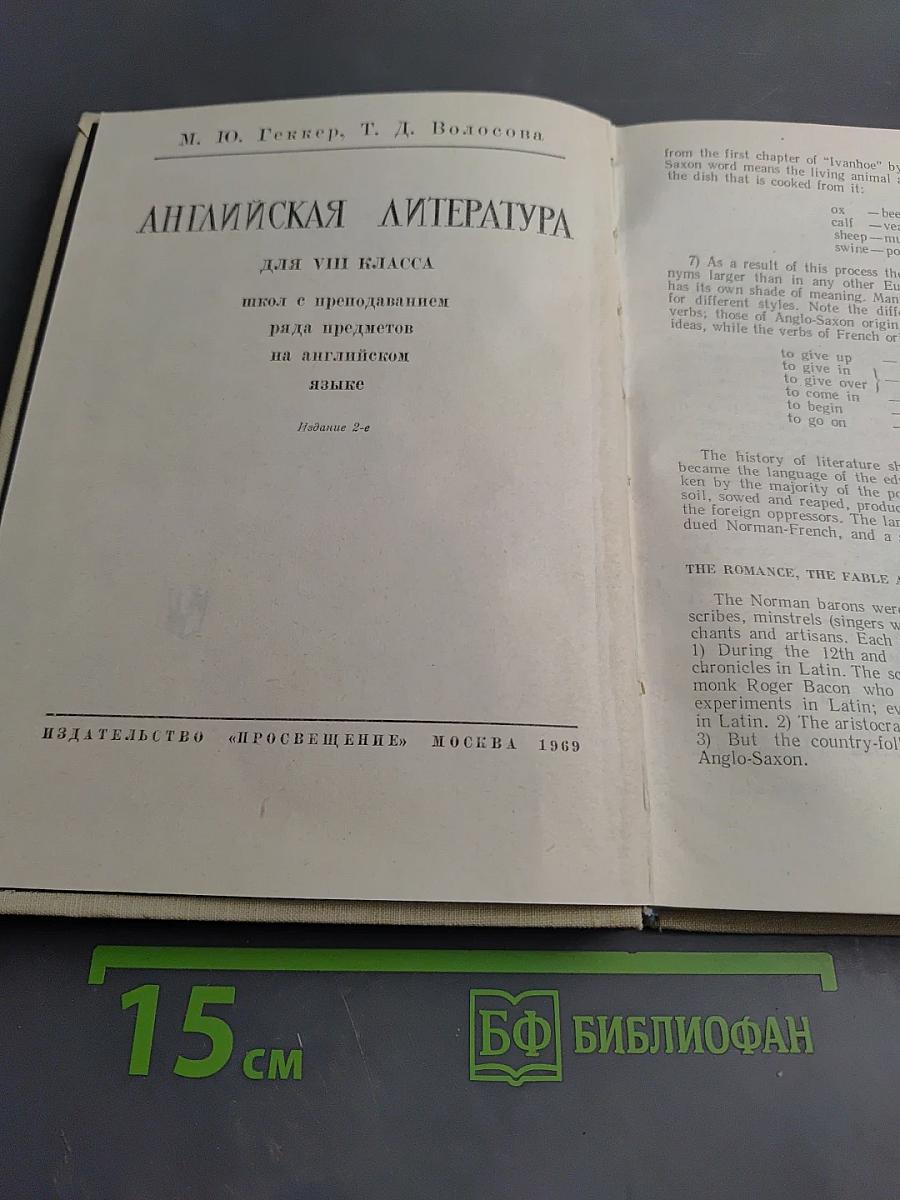 М. Ю. Геккер, Т. Д. Волосова
АНГЛИЙСКАЯ ЛИТЕРАТУРА
ДЛЯ VIII КЛАССА
школ с преподаванием
ряда предметов
на английском
языке
Издание 2-е
ИЗДАТЕЛЬСТВО «ПРОСВЕЩЕНИЕ» МОСКВА 1969
from the first chapter of "Ivanhoe" by
Saxon word means the living animal
the dish that is cooked from it:
ox —
calf —
sheep —
swine —
7) As a result of this process
nyms larger than in any other
has its own shade of meaning.
for different styles. Note the
verbs; those of Anglo-Saxon
ideas, while the verbs of French
to give up —
to give in
to give over } —
to come in —
to begin
to go on —
The history of literature
became the language of the
ken by the majority of the
soil, sowed and reaped,
the foreign oppressors. The
dued Norman-French, and a
THE ROMANCE, THE FABLE
The Norman barons were
scribes, minstrels (singers
chants and artisans. Each
1) During the 12th and
chronicles in Latin. The
monk Roger Bacon who
experiments in Latin;
in Latin. 2) The
3) But the
Anglo-Saxon.
15 см
БФ БИБЛИОФАН